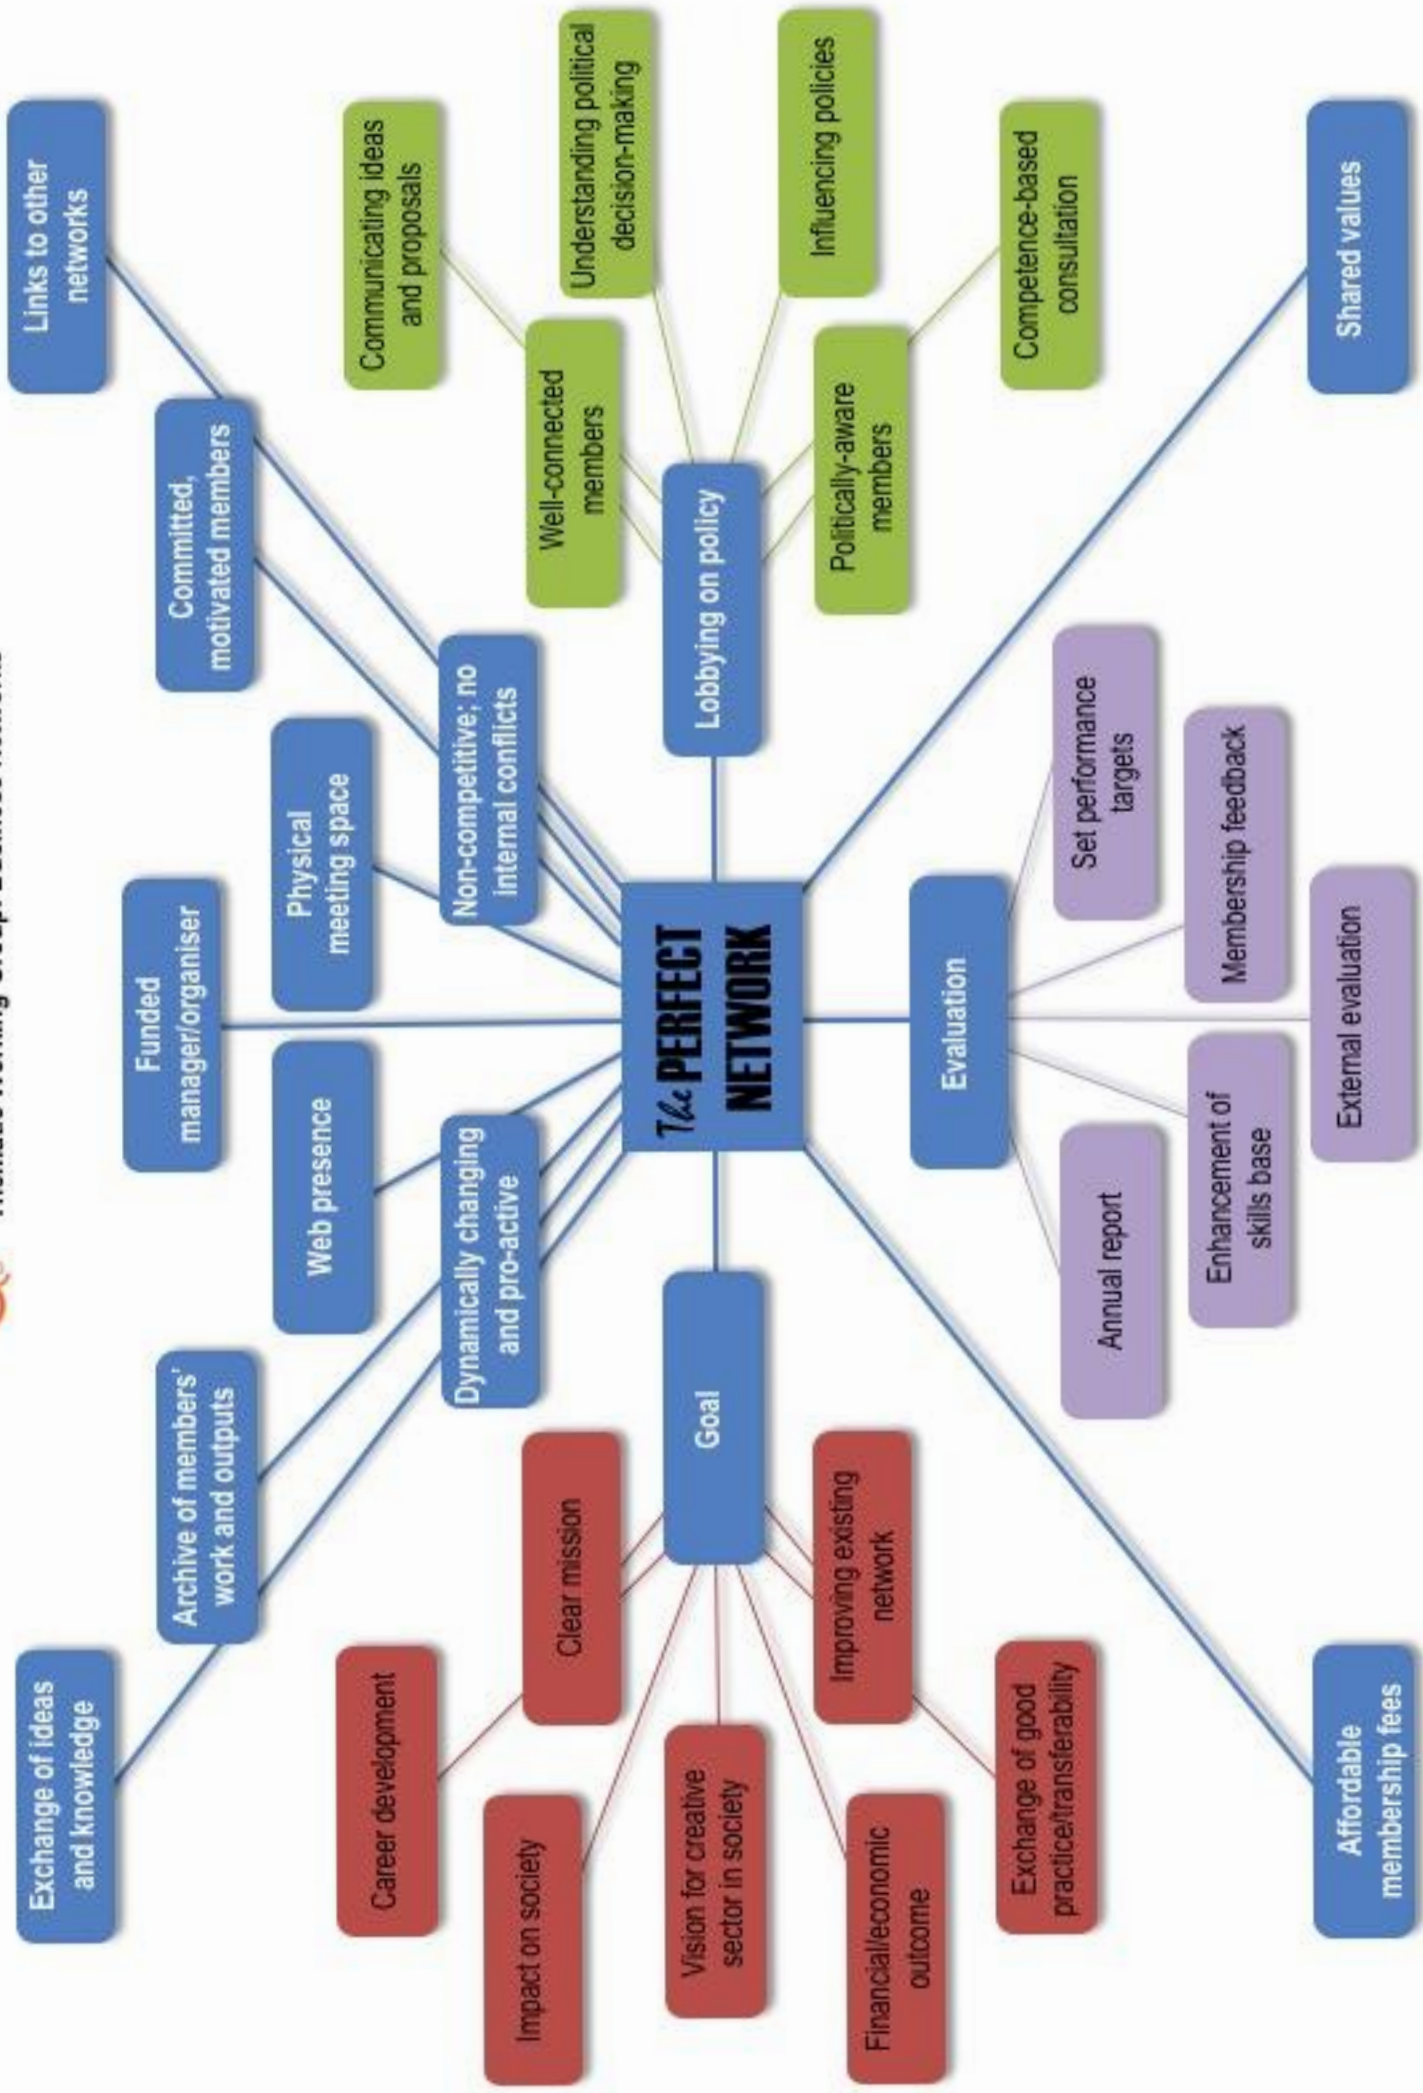 Exchange of ideas
and knowledge
Archive of members'
work and outputs
Web presence
Funded
manager/organiser
Physical
meeting space
Committed,
motivated members
Links to other
networks
Dynamically changing
and pro-active
Non-competitive; no
internal conflicts
Career development
Clear mission
Impact on society
Vision for creative
sector in society
Financial/economic
outcome
Improving existing
network
Exchange of good
practice/transferability
Goal
The PERFECT
NETWORK
Lobbying on policy
Communicating ideas
and proposals
Well-connected
members
Understanding political
decision-making
Influencing policies
Politically-aware
members
Competence-based
consultation
Evaluation
Annual report
Enhancement of
skills base
External evaluation
Membership feedback
Set performance
targets
Affordable
membership fees
Shared values